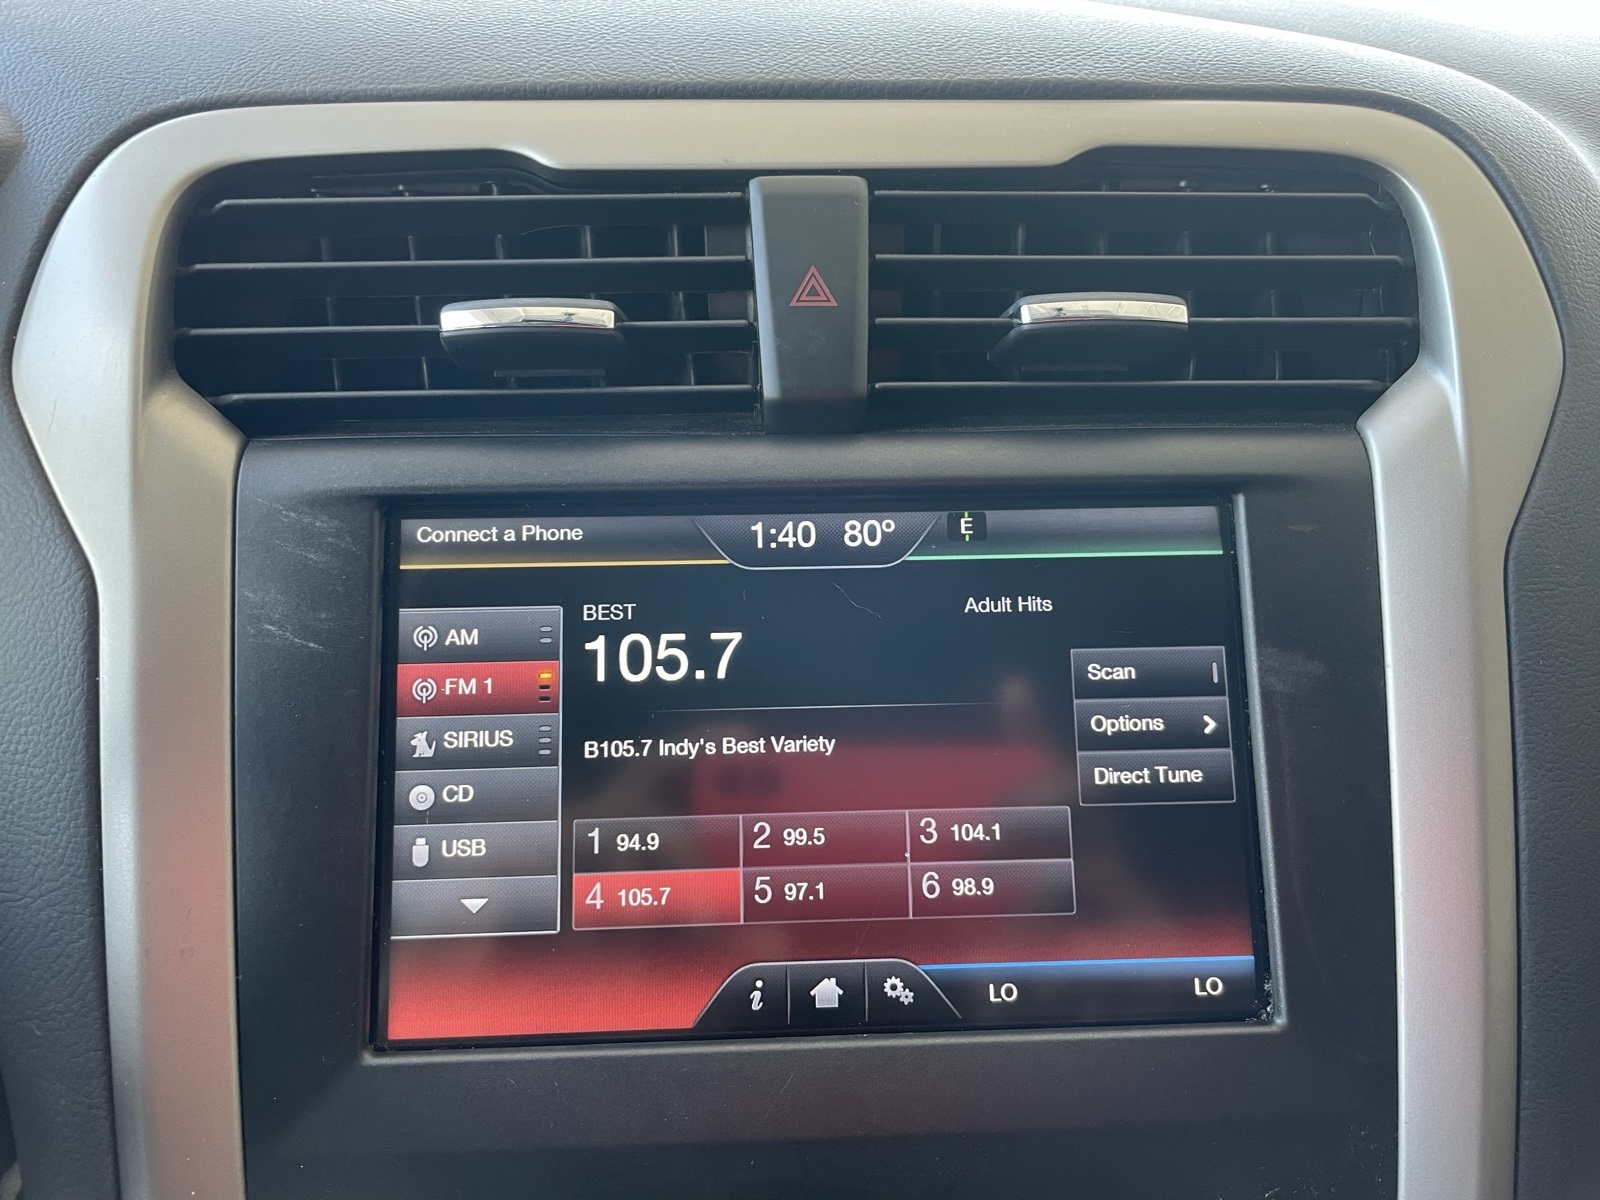 Connect a Phone
1:40 80°
E
AM
FM 1
SIRIUS
CD
USB
BEST
Adult Hits
105.7
B105.7 Indy's Best Variety
Scan
Options
Direct Tune
1 94.9
2 99.5
3 104.1
4 105.7
5 97.1
6 98.9
i
LO
LO